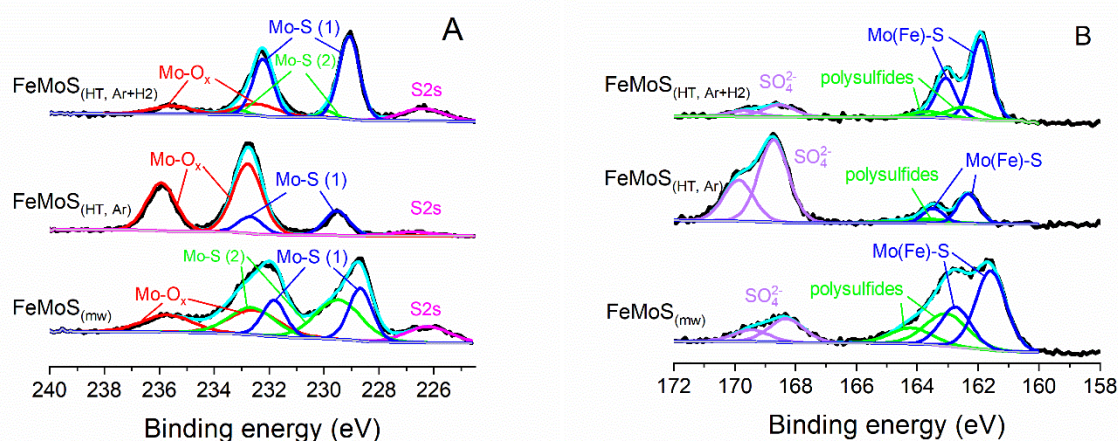 A
Mo-S (1)
Mo-S (2)
Mo-Oₓ
S2s
FeMoS(HT, Ar+H2)
Mo-Oₓ
Mo-S (1)
S2s
FeMoS(HT, Ar)
Mo-S (2)
Mo-S (1)
Mo-Oₓ
S2s
FeMoS(mw)
240 238 236 234 232 230 228 226
Binding energy (eV)
B
Mo(Fe)-S
polysulfides
SO₄²⁻
FeMoS(HT, Ar+H2)
SO₄²⁻
Mo(Fe)-S
polysulfides
FeMoS(HT, Ar)
Mo(Fe)-S
polysulfides
SO₄²⁻
FeMoS(mw)
172 170 168 166 164 162 160 158
Binding energy (eV)